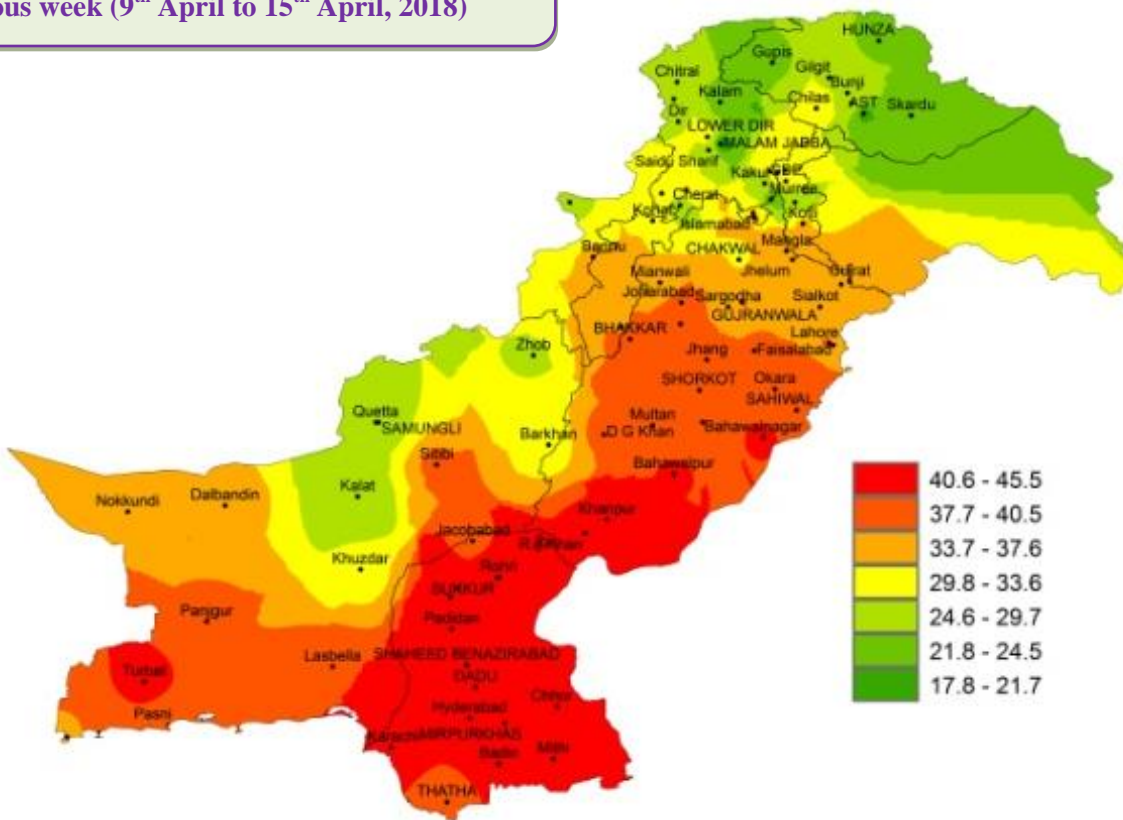 ous week (9th April to 15th April, 2018)
HUNZA
Gupis
Gilgit
Chitral
Bunji
Kalam
Chilas
AST
Skardu
Dir
LOWER DIR
MALAM JABBA
Saidu Sharif
Kakul
Murree
Cherat
Kohat
Kotli
Islamabad
Bannu
CHAKWAL
Mangla
Mianwali
Jhelum
Gujrat
Joharabad
Sargodha
Sialkot
GUJRANWALA
BHAKKAR
Lahore
Zhob
Jhang
Faisalabad
SHORKOT
Okara
SAHIWAL
Quetta
SAMUNGLI
Multan
Bahawalnagar
D G Khan
Barkhan
Sibbi
Bahawalpur
Kalat
Nokkundi
Dalbandin
Khanpur
Jacobabad
Khuzdar
Rohri
SUKKUR
Panjgur
Padidan
Lasbella
SHAHEED BENAZIRABAD
Turbat
DADU
Chhor
Pasni
Hyderabad
Karachi
MIRPURKHAS
Badin
Mithi
THATHA
40.6 - 45.5
37.7 - 40.5
33.7 - 37.6
29.8 - 33.6
24.6 - 29.7
21.8 - 24.5
17.8 - 21.7